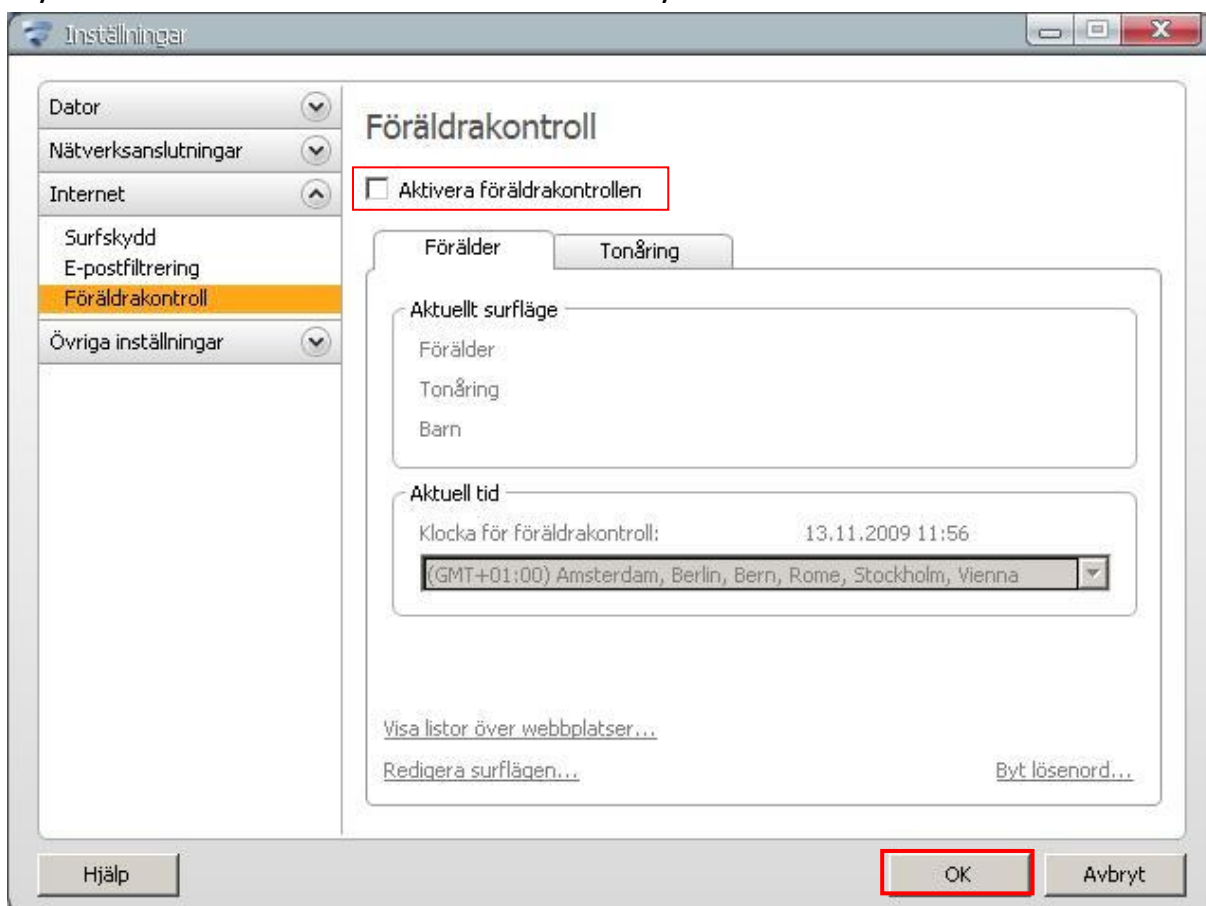 Inställningar
Dator
Nätverksanslutningar
Internet
Surfskydd
E-postfiltrering
Föräldrakontroll
Övriga inställningar
Föräldrakontroll
Aktivera föräldrakontrollen
Förälder
Tonåring
Aktuellt surfläge
Förälder
Tonåring
Barn
Aktuell tid
Klocka för föräldrakontroll: 13.11.2009 11:56
(GMT+01:00) Amsterdam, Berlin, Bern, Rome, Stockholm, Vienna
Visa listor över webbplatser...
Redigera surflägen...
Byt lösenord...
Hjälp
OK
Avbryt